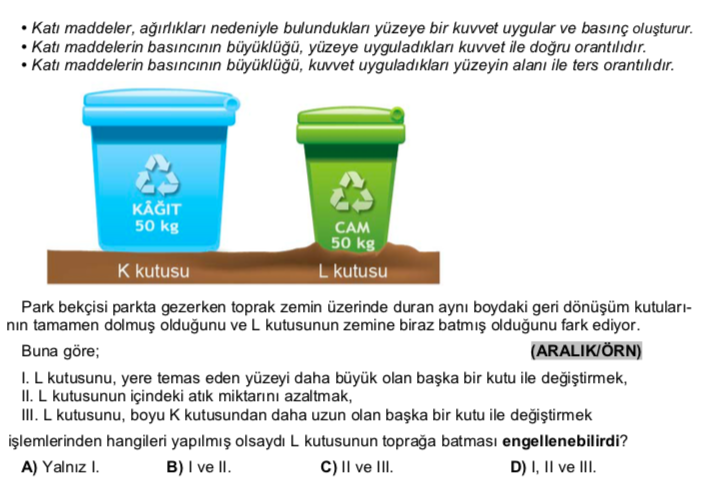 • Katı maddeler, ağırlıkları nedeniyle bulundukları yüzeye bir kuvvet uygular ve basınç oluşturur.
• Katı maddelerin basıncının büyüklüğü, yüzeye uyguladıkları kuvvet ile doğru orantılıdır.
• Katı maddelerin basıncının büyüklüğü, kuvvet uyguladıkları yüzeyin alanı ile ters orantılıdır.
KÂĞIT
50 kg
CAM
50 kg
K kutusu
L kutusu
Park bekçisi parkta gezerken toprak zemin üzerinde duran aynı boydaki geri dönüşüm kutuları-
nın tamamen dolmuş olduğunu ve L kutusunun zemine biraz batmış olduğunu fark ediyor.
Buna göre; (ARALIK/ÖRN)
I. L kutusunu, yere temas eden yüzeyi daha büyük olan başka bir kutu ile değiştirmek,
II. L kutusunun içindeki atık miktarını azaltmak,
III. L kutusunu, boyu K kutusundan daha uzun olan başka bir kutu ile değiştirmek
işlemlerinden hangileri yapılmış olsaydı L kutusunun toprağa batması engellenebilirdi?
A) Yalnız I. B) I ve II. C) II ve III. D) I, II ve III.